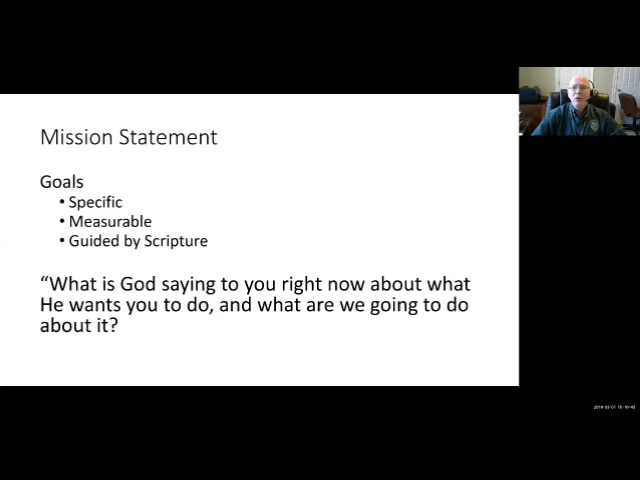 Mission Statement
Goals
• Specific
• Measurable
• Guided by Scripture
“What is God saying to you right now about what
He wants you to do, and what are we going to do
about it?